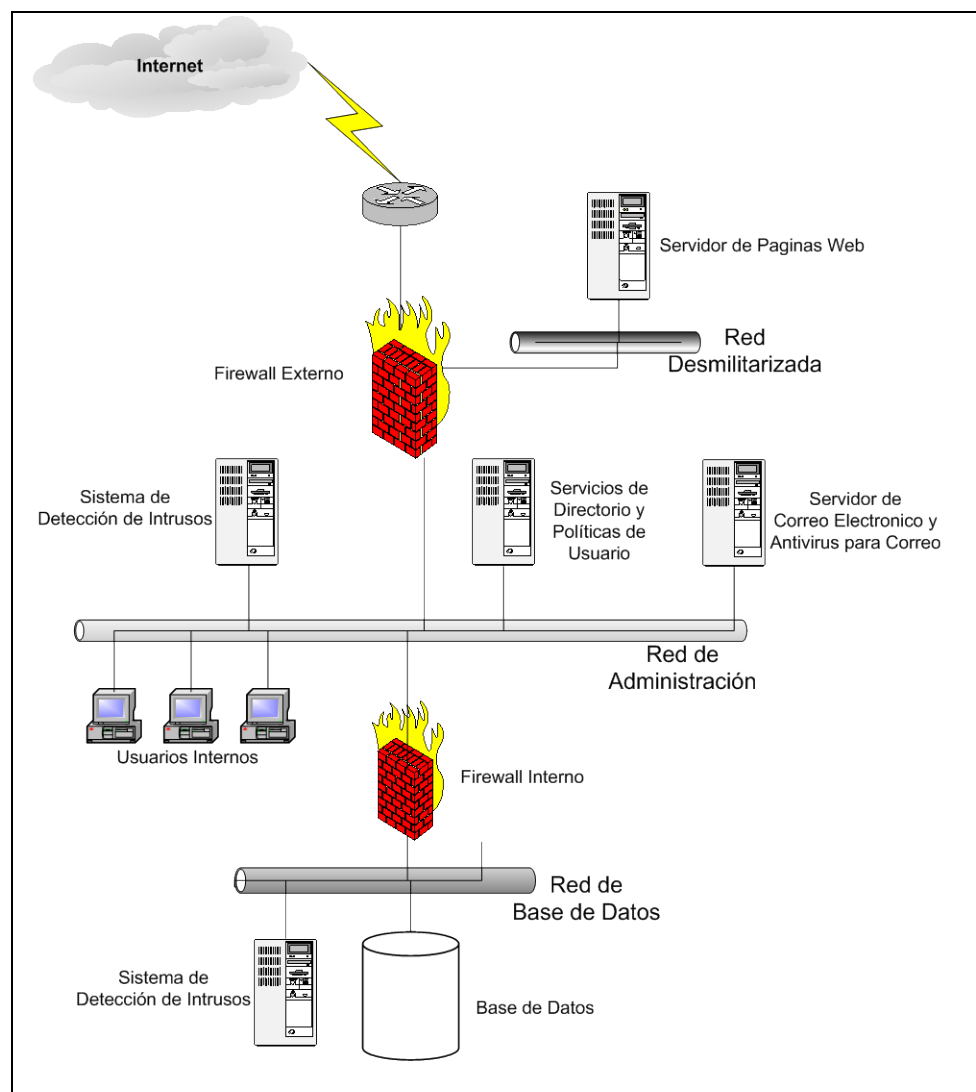 Internet
Servidor de Paginas Web
Red
Desmilitarizada
Firewall Externo
Sistema de
Detección de Intrusos
Servicios de
Directorio y
Políticas de
Usuario
Servidor de
Correo Electronico y
Antivirus para Correo
Red de
Administración
Usuarios Internos
Firewall Interno
Red de
Base de Datos
Sistema de
Detección de Intrusos
Base de Datos